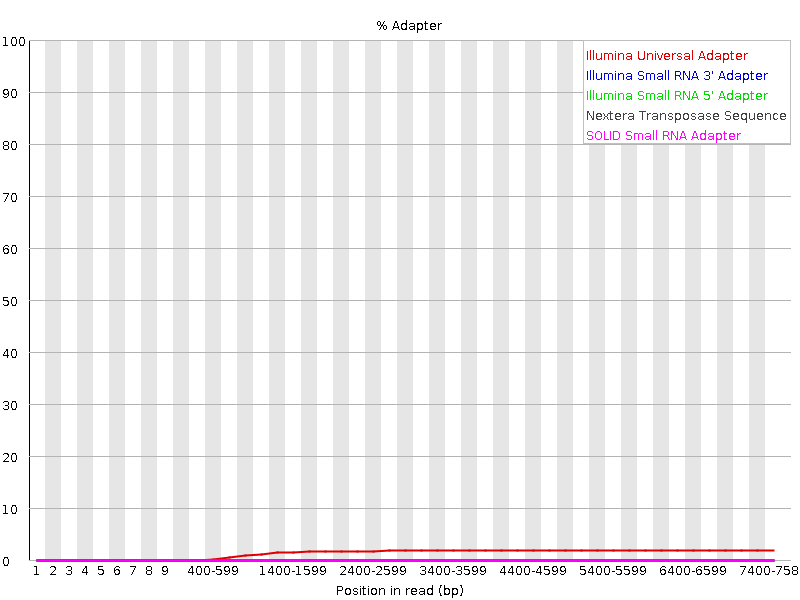 % Adapter
100
90
80
70
60
50
40
30
20
10
0
Illumina Universal Adapter
Illumina Small RNA 3' Adapter
Illumina Small RNA 5' Adapter
Nextera Transposase Sequence
SOLID Small RNA Adapter
1 2 3 4 5 6 7 8 9 400-599 1400-1599 2400-2599 3400-3599 4400-4599 5400-5599 6400-6599 7400-758
Position in read (bp)